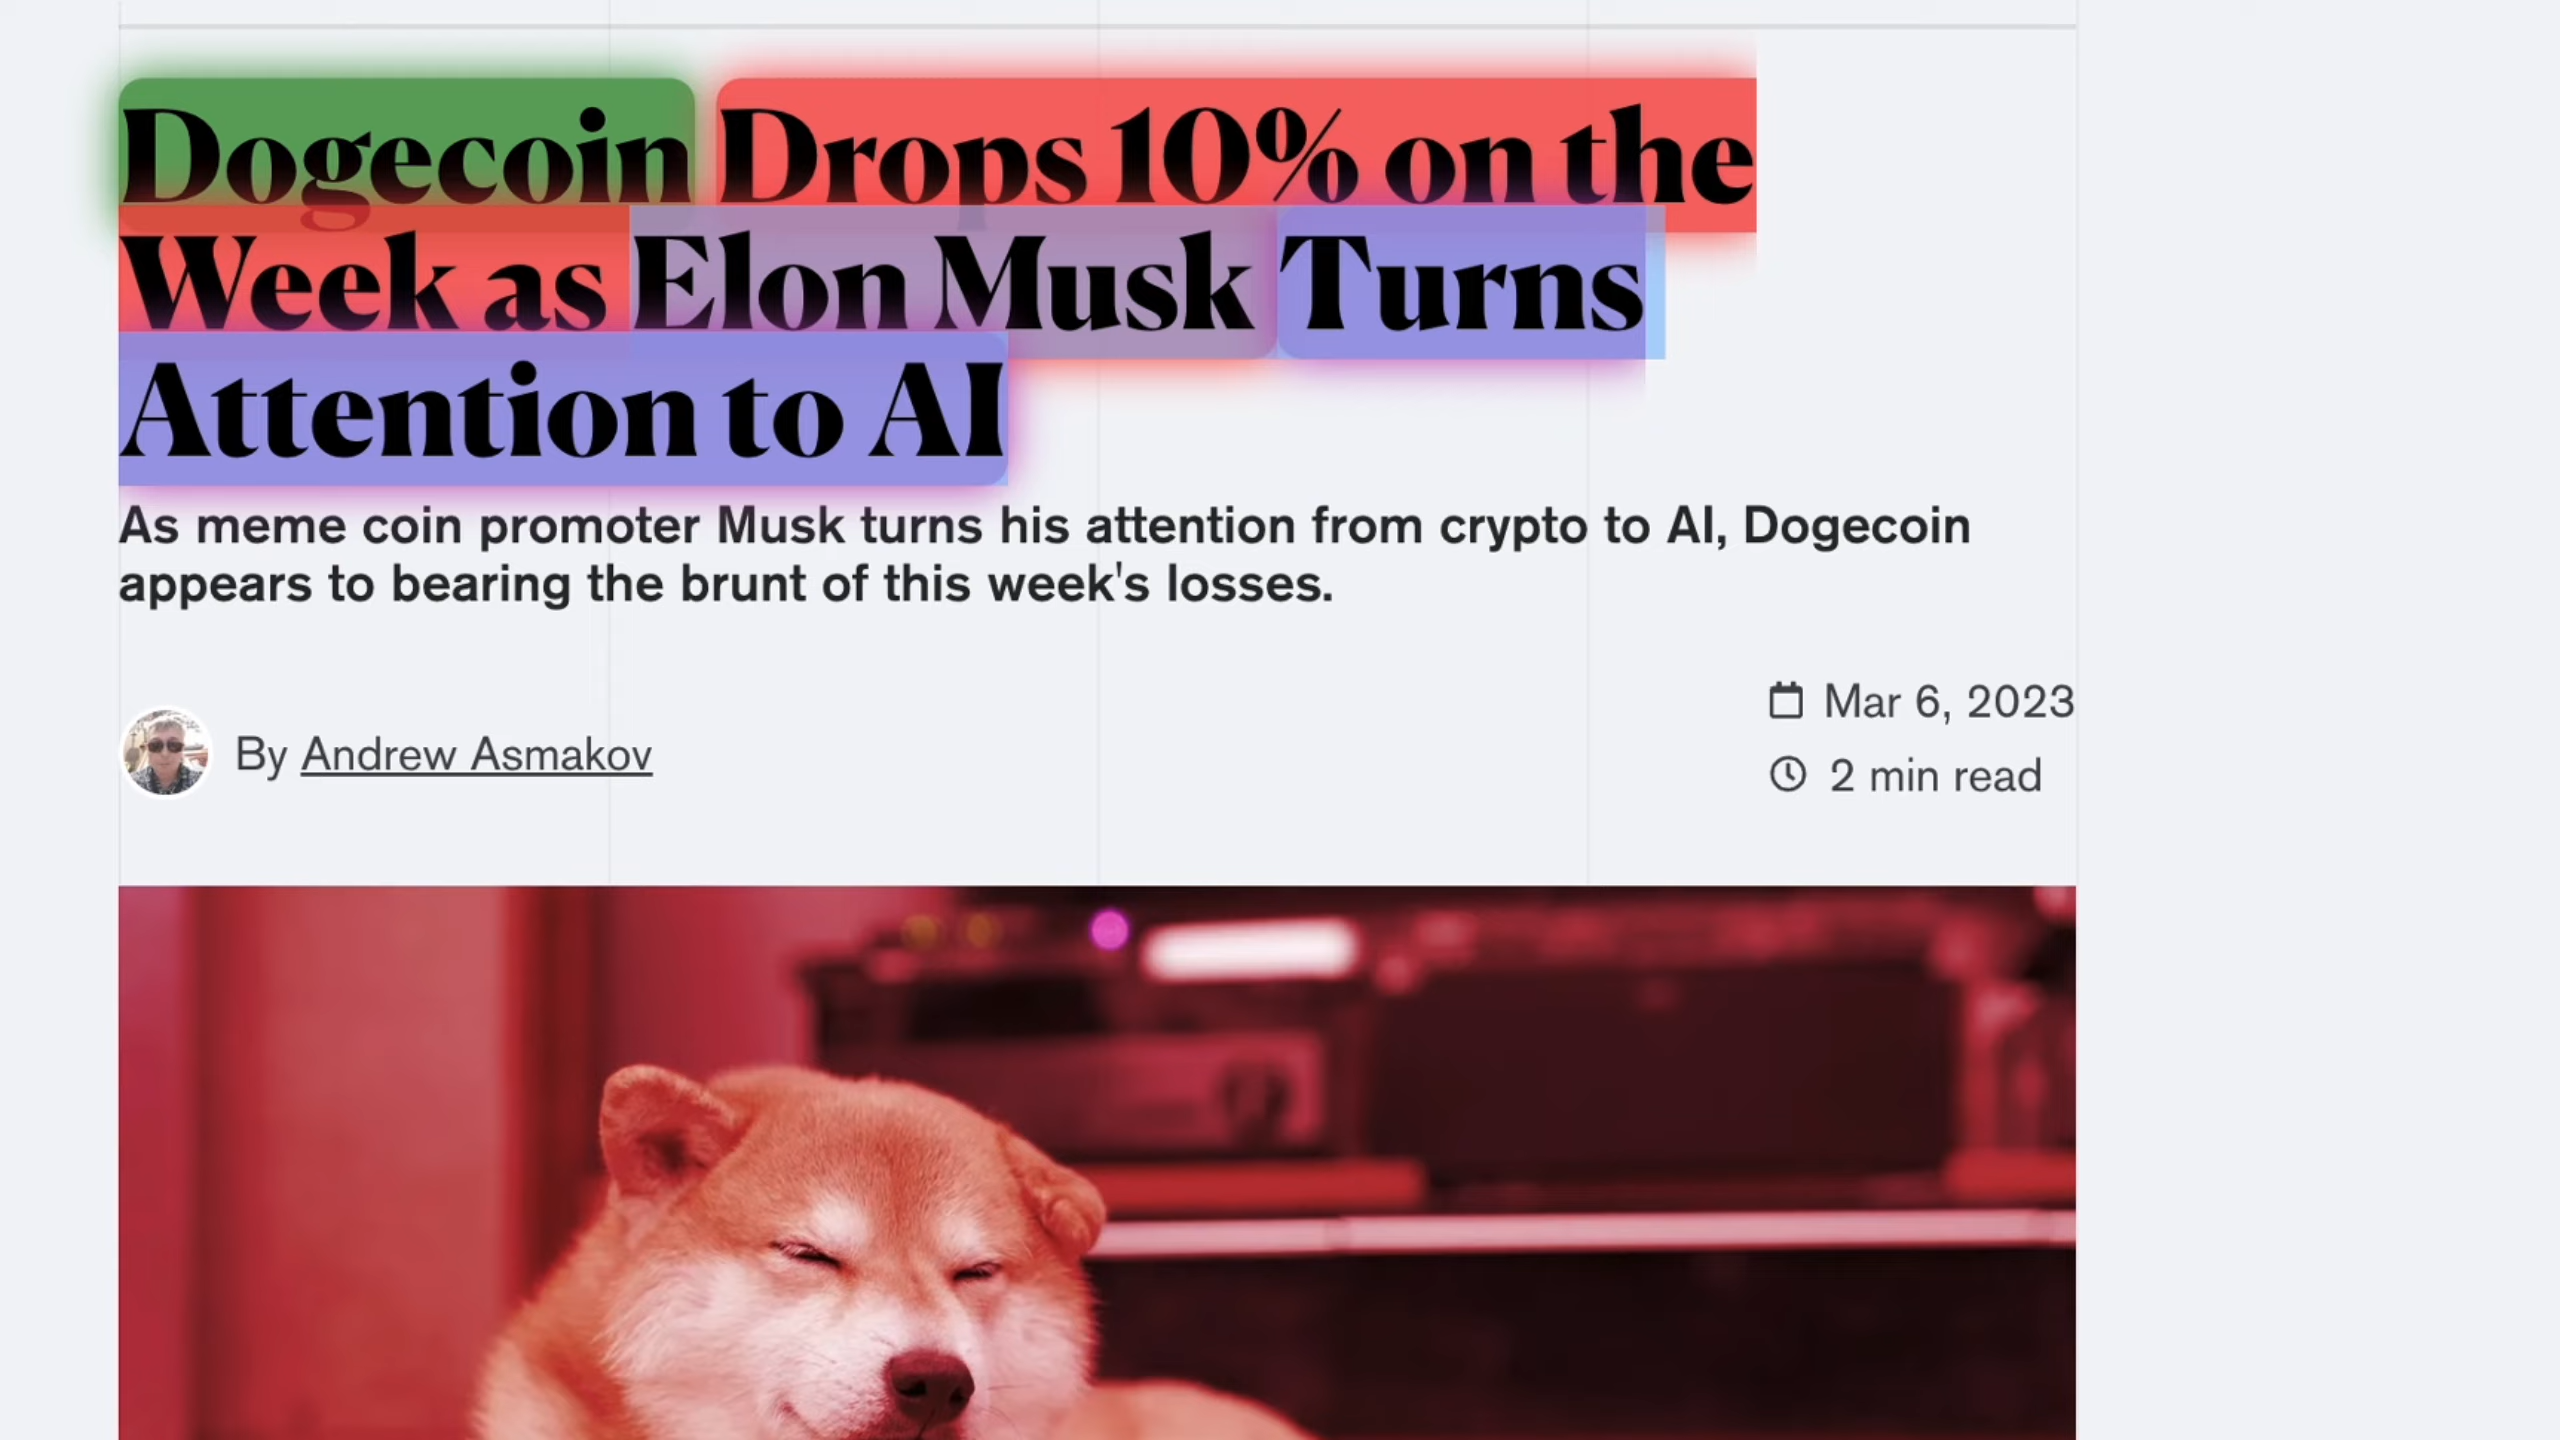 Dogecoin Drops 10% on the
Week as Elon Musk Turns
Attention to AI
As meme coin promoter Musk turns his attention from crypto to AI, Dogecoin
appears to bearing the brunt of this week's losses.
Mar 6, 2023
By Andrew Asmakov
2 min read